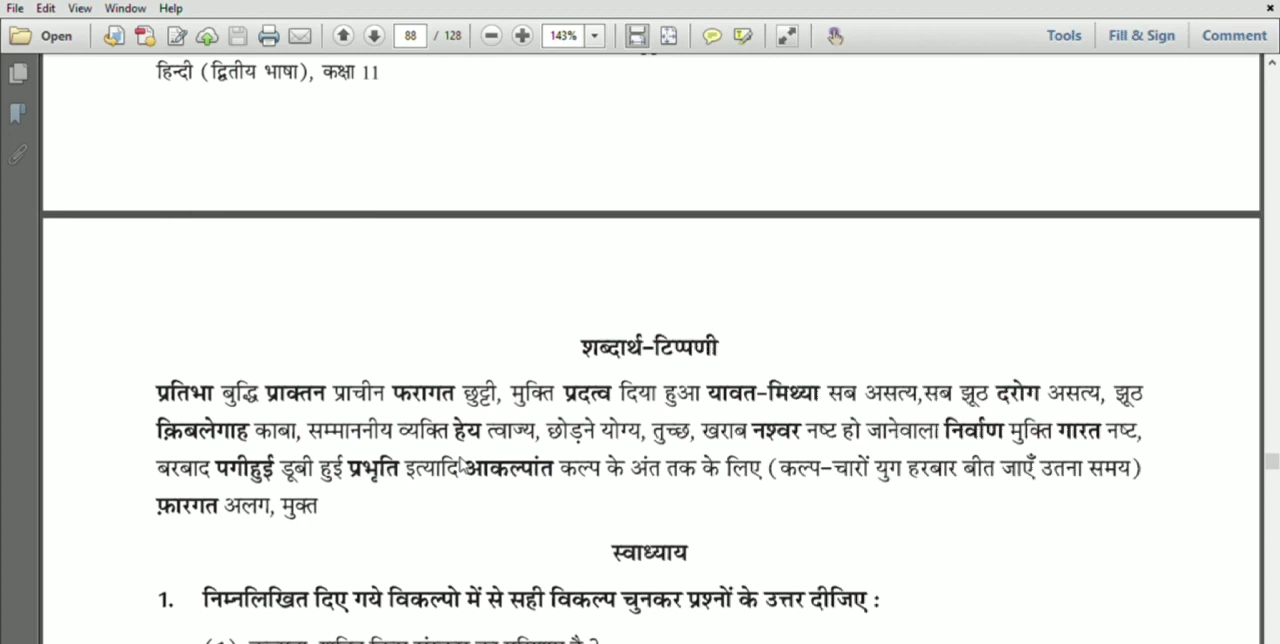 File Edit View Window Help
Open 88 / 128 143% Tools Fill & Sign Comment
हिन्दी (द्वितीय भाषा), कक्षा 11
शब्दार्थ-टिप्पणी
प्रतिभा बुद्धि प्राक्तन प्राचीन फरागत छुट्टी, मुक्ति प्रदत्व दिया हुआ यावत-मिथ्या सब असत्य,सब झूठ दरोग असत्य, झूठ
क़िबलेगाह काबा, सम्माननीय व्यक्ति हेय त्वाज्य, छोड़ने योग्य, तुच्छ, खराब नश्वर नष्ट हो जानेवाला निर्वाण मुक्ति गारत नष्ट,
बरबाद पगीहुई डूबी हुई प्रभृति इत्यादि आकल्पांत कल्प के अंत तक के लिए (कल्प-चारों युग हरबार बीत जाएँ उतना समय)
फ़ारगत अलग, मुक्त
स्वाध्याय
1. निम्नलिखित दिए गये विकल्पो में से सही विकल्प चुनकर प्रश्नों के उत्तर दीजिए :